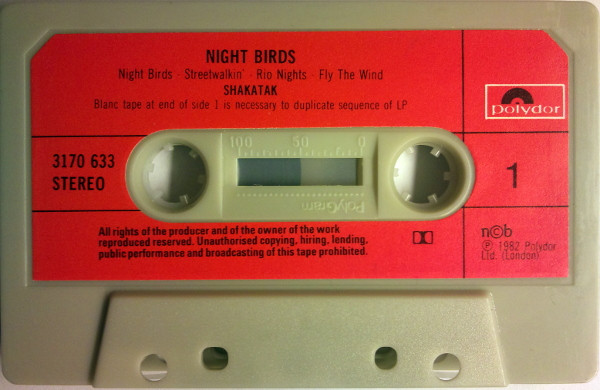 NIGHT BIRDS
Night Birds · Streetwalkin' · Rio Nights · Fly The Wind
SHAKATAK
Blanc tape at end of side 1 is necessary to duplicate sequence of LP
polydor
3170 633
STEREO
100 50 0
PolyGram
1
All rights of the producer and of the owner of the work
reproduced reserved. Unauthorised copying, hiring, lending,
public performance and broadcasting of this tape prohibited.
n©b
℗ 1982 Polydor
Ltd. (London)